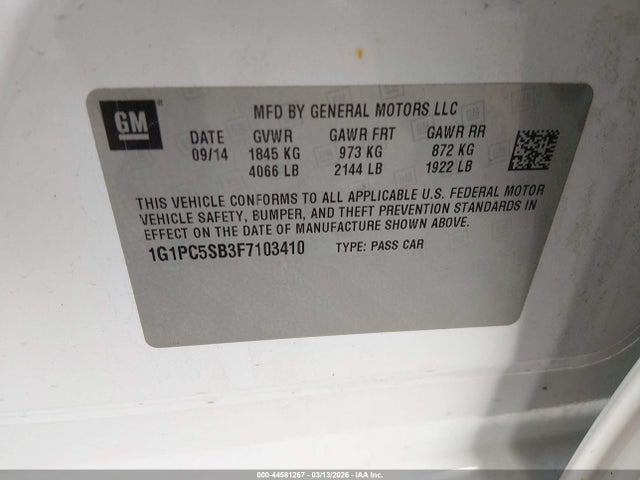 GM
MFD BY GENERAL MOTORS LLC
DATE GVWR GAWR FRT GAWR RR
09/14 1845 KG 973 KG 872 KG
4066 LB 2144 LB 1922 LB
THIS VEHICLE CONFORMS TO ALL APPLICABLE U.S. FEDERAL MOTOR
VEHICLE SAFETY, BUMPER, AND THEFT PREVENTION STANDARDS IN
EFFECT ON THE DATE OF MANUFACTURE SHOWN ABOVE.
1G1PC5SB3F7103410 TYPE: PASS CAR
000-44581267 - 03/13/2026 - IAA Inc.